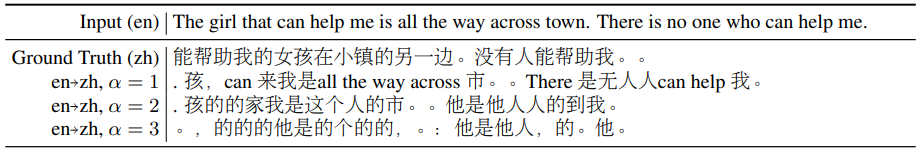 Input (en) The girl that can help me is all the way across town. There is no one who can help me.
Ground Truth (zh) 能帮助我的女孩在小镇的另一边。没有人能帮助我。。
en→zh, α = 1 . 孩，can 来我是all the way across 市。。There 是无人人can help 我。
en→zh, α = 2 . 孩的的家我是这个人的市。。他是他人人的到我。
en→zh, α = 3 。，的的的他是的个的的，。：他是他人，的。他。